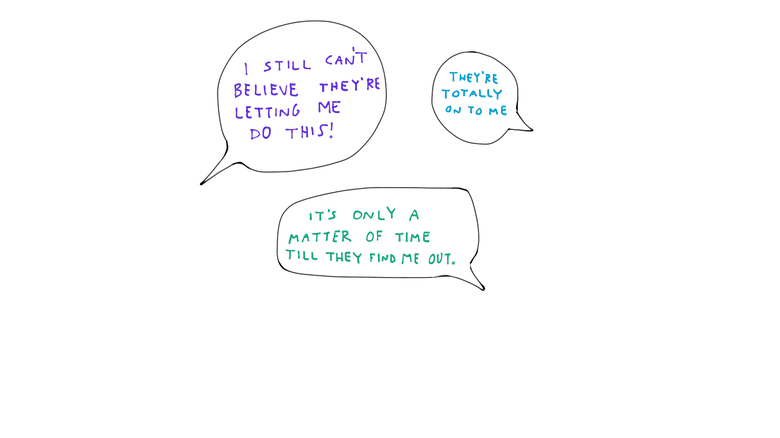 I STILL CAN'T
BELIEVE THEY'RE
LETTING ME
DO THIS!
THEY'RE
TOTALLY
ON TO ME
IT'S ONLY A
MATTER OF TIME
TILL THEY FIND ME OUT.